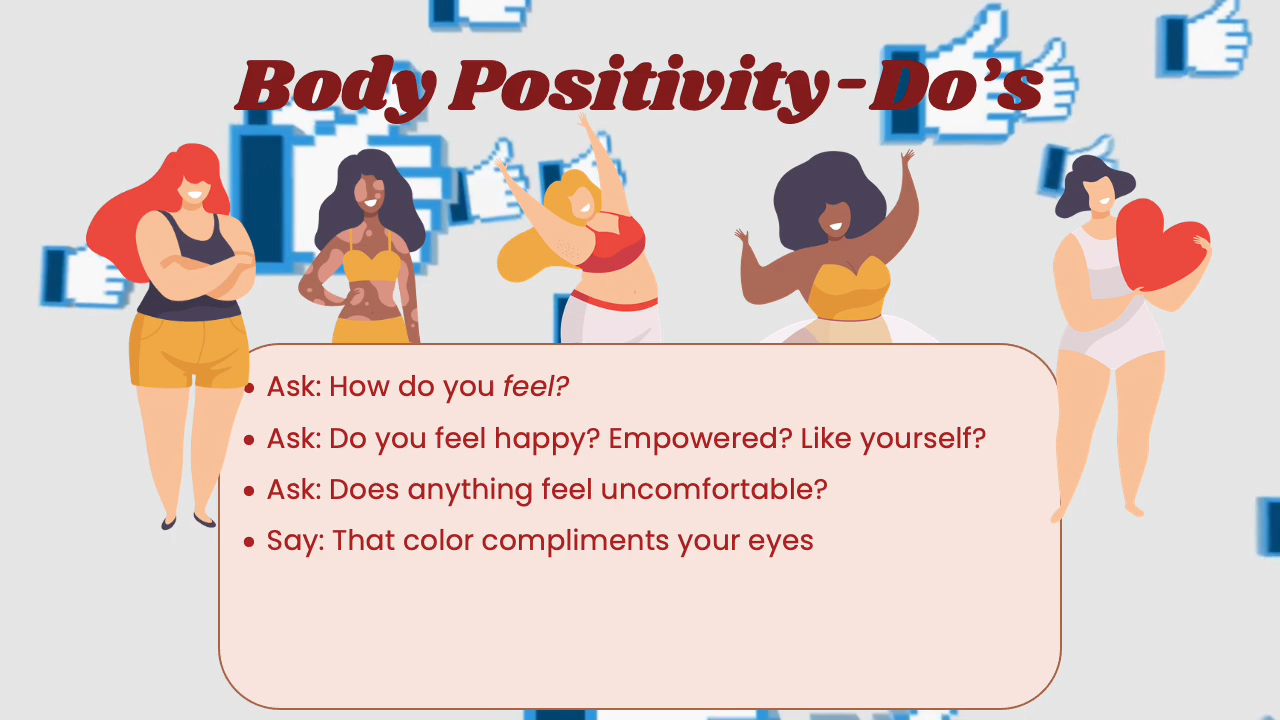 Body Positivity-Do's
• Ask: How do you feel?
• Ask: Do you feel happy? Empowered? Like yourself?
• Ask: Does anything feel uncomfortable?
• Say: That color compliments your eyes